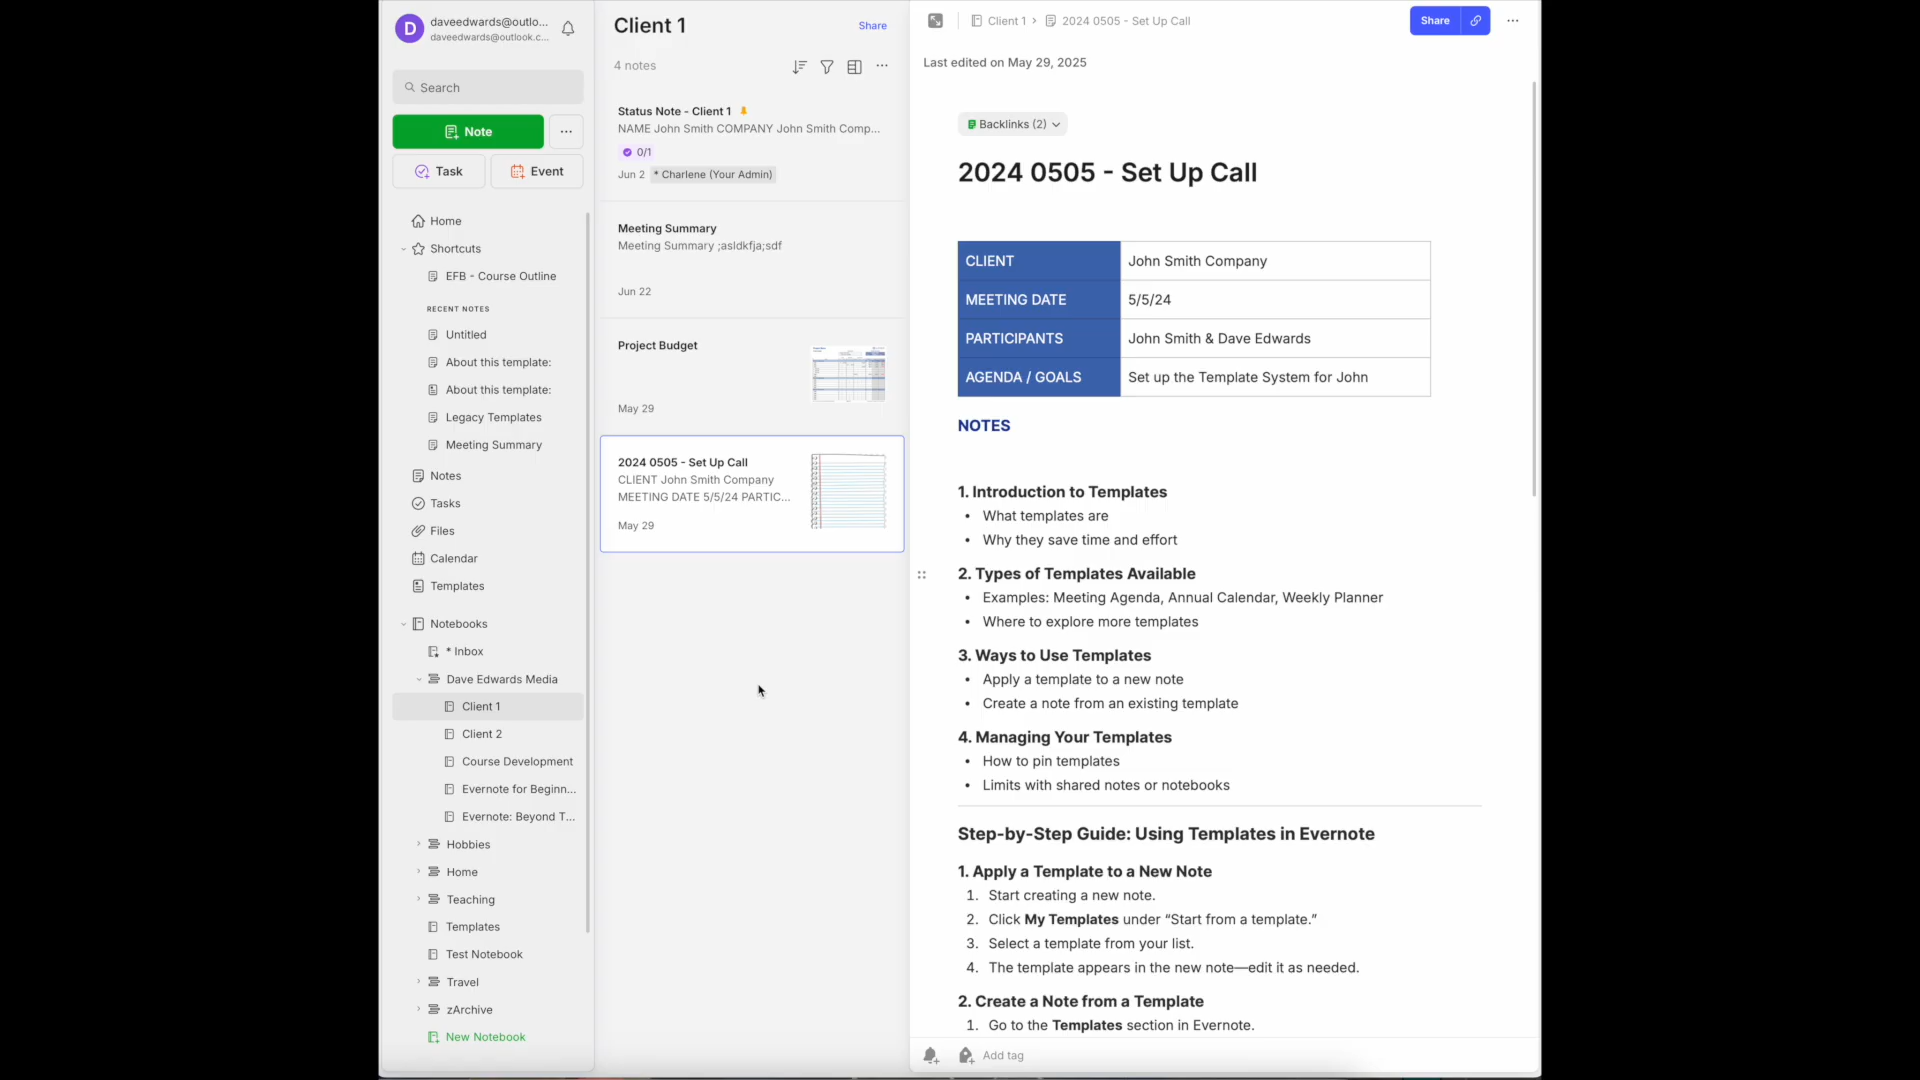 D
daveedwards@outlo...
daveedwards@outlook.c...
Search
Note
Task
Event
Home
Shortcuts
EFB - Course Outline
RECENT NOTES
Untitled
About this template:
About this template:
Legacy Templates
Meeting Summary
Notes
Tasks
Files
Calendar
Templates
Notebooks
* Inbox
Dave Edwards Media
Client 1
Client 2
Course Development
Evernote for Beginn...
Evernote: Beyond T...
Hobbies
Home
Teaching
Templates
Test Notebook
Travel
zArchive
New Notebook
Client 1
Share
4 notes
Status Note - Client 1
NAME John Smith COMPANY John Smith Comp...
0/1
Jun 2 * Charlene (Your Admin)
Meeting Summary
Meeting Summary ;asldkfja;sdf
Jun 22
Project Budget
May 29
2024 0505 - Set Up Call
CLIENT John Smith Company
MEETING DATE 5/5/24 PARTIC...
May 29
Client 1 > 2024 0505 - Set Up Call
Share
Last edited on May 29, 2025
Backlinks (2)
2024 0505 - Set Up Call
CLIENT John Smith Company
MEETING DATE 5/5/24
PARTICIPANTS John Smith & Dave Edwards
AGENDA / GOALS Set up the Template System for John
NOTES
1. Introduction to Templates
• What templates are
• Why they save time and effort
2. Types of Templates Available
• Examples: Meeting Agenda, Annual Calendar, Weekly Planner
• Where to explore more templates
3. Ways to Use Templates
• Apply a template to a new note
• Create a note from an existing template
4. Managing Your Templates
• How to pin templates
• Limits with shared notes or notebooks
Step-by-Step Guide: Using Templates in Evernote
1. Apply a Template to a New Note
1. Start creating a new note.
2. Click My Templates under “Start from a template.”
3. Select a template from your list.
4. The template appears in the new note—edit it as needed.
2. Create a Note from a Template
1. Go to the Templates section in Evernote.
Add tag